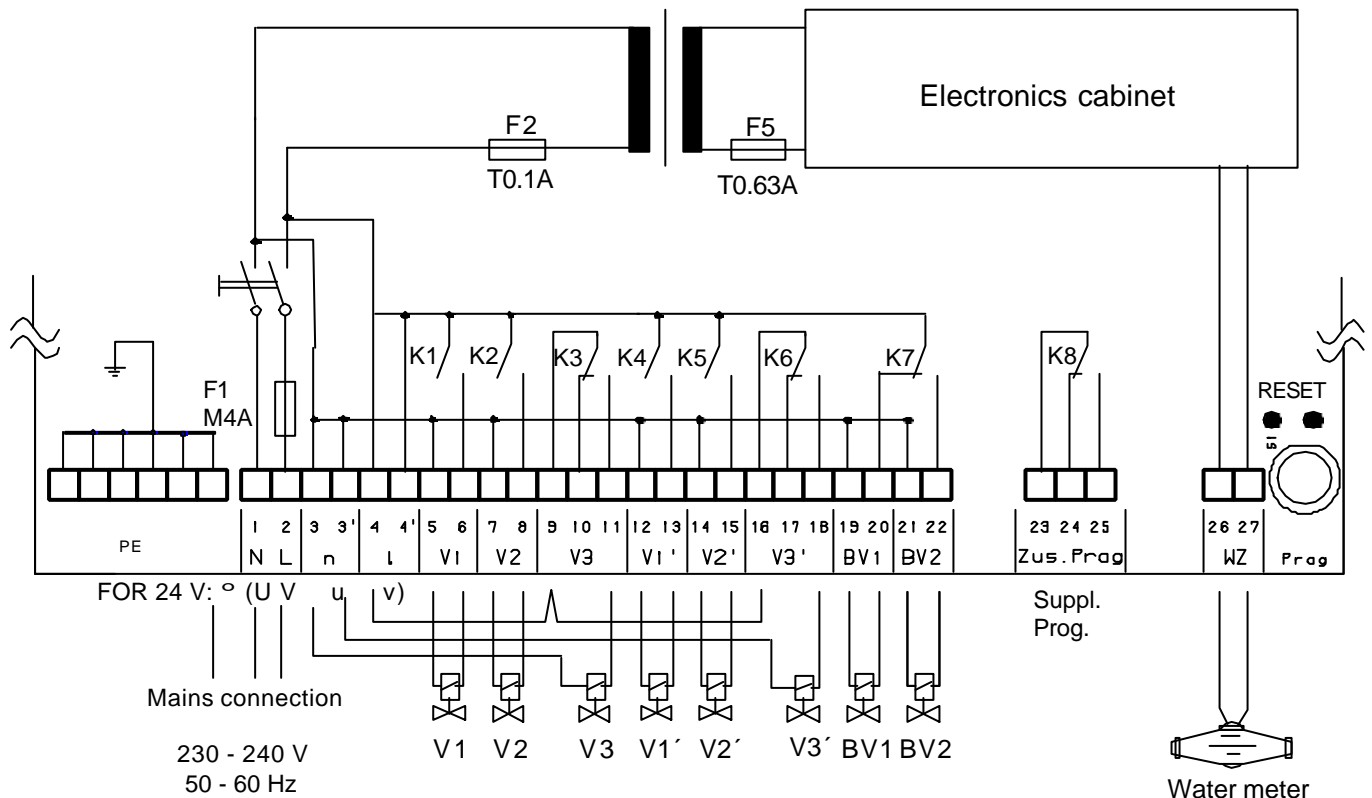 Electronics cabinet
F2
T0.1A
F5
T0.63A
K1 K2 K3 K4 K5 K6 K7 K8
F1
M4A
RESET
15
1 2 3 3' 4 4' 5 6 7 8 9 10 11 12 13 14 15 16 17 18 19 20 21 22 23 24 25 26 27
PE N L n l V1 V2 V3 V1' V2' V3' BV1 BV2 Zus.Prag WZ Prag
FOR 24 V: ° (U V u v)
Suppl.
Prog.
Mains connection
230 - 240 V
50 - 60 Hz
V1 V2 V3 V1´ V2´ V3´ BV1 BV2
Water meter